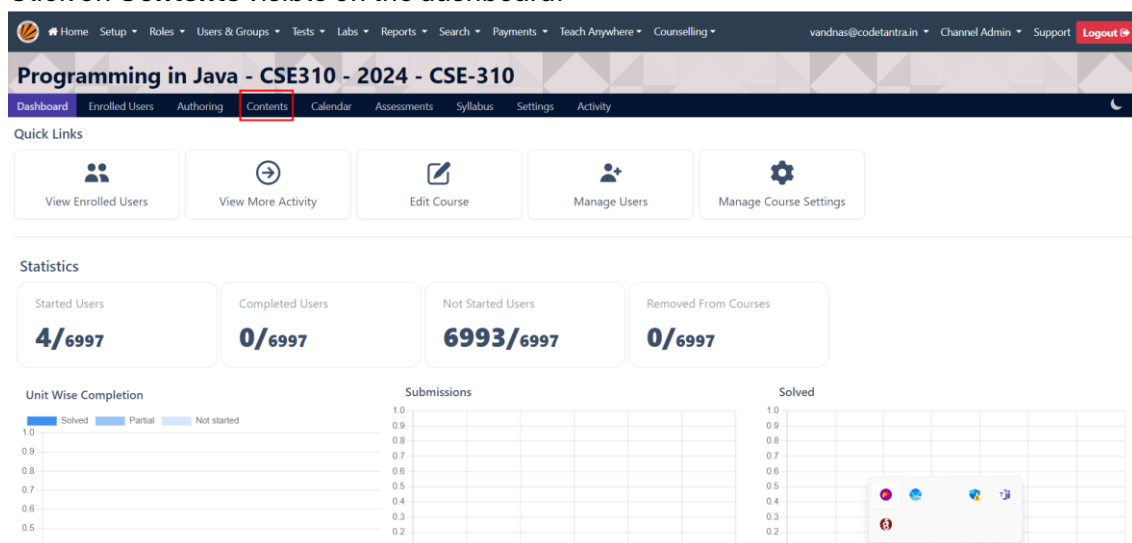 Click on Contents visible on the dashboard.
Home Setup Roles Users & Groups Tests Labs Reports Search Payments Teach Anywhere Counselling vandnas@codetantra.in Channel Admin Support Logout
Programming in Java - CSE310 - 2024 - CSE-310
Dashboard Enrolled Users Authoring Contents Calendar Assessments Syllabus Settings Activity
Quick Links
View Enrolled Users View More Activity Edit Course Manage Users Manage Course Settings
Statistics
Started Users Completed Users Not Started Users Removed From Courses
4/6997 0/6997 6993/6997 0/6997
Unit Wise Completion Submissions Solved
Solved Partial Not started
1.0 1.0 1.0
0.9 0.9 0.9
0.8 0.8 0.8
0.7 0.7 0.7
0.6 0.6 0.6
0.5 0.5 0.5
0.4 0.4
0.3 0.3
0.2 0.2